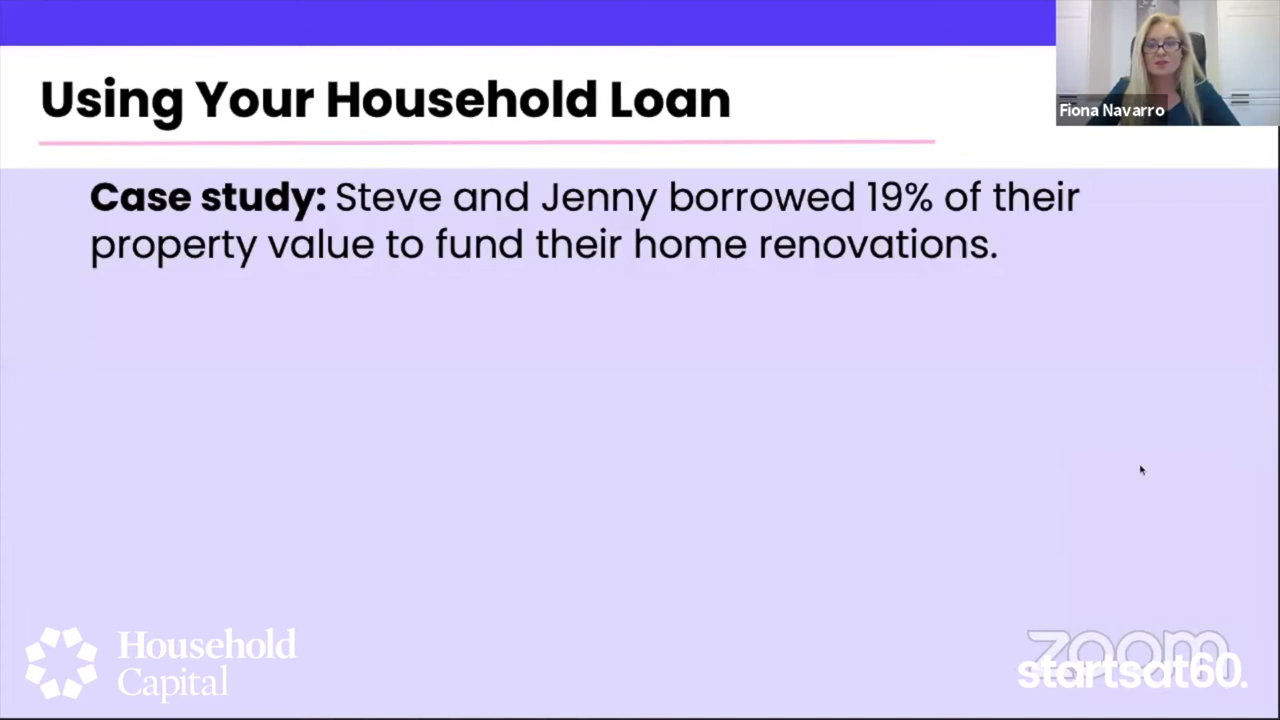 Using Your Household Loan
Fiona Navarro
Case study: Steve and Jenny borrowed 19% of their
property value to fund their home renovations.
Household
Capital
zoom
startsat60.